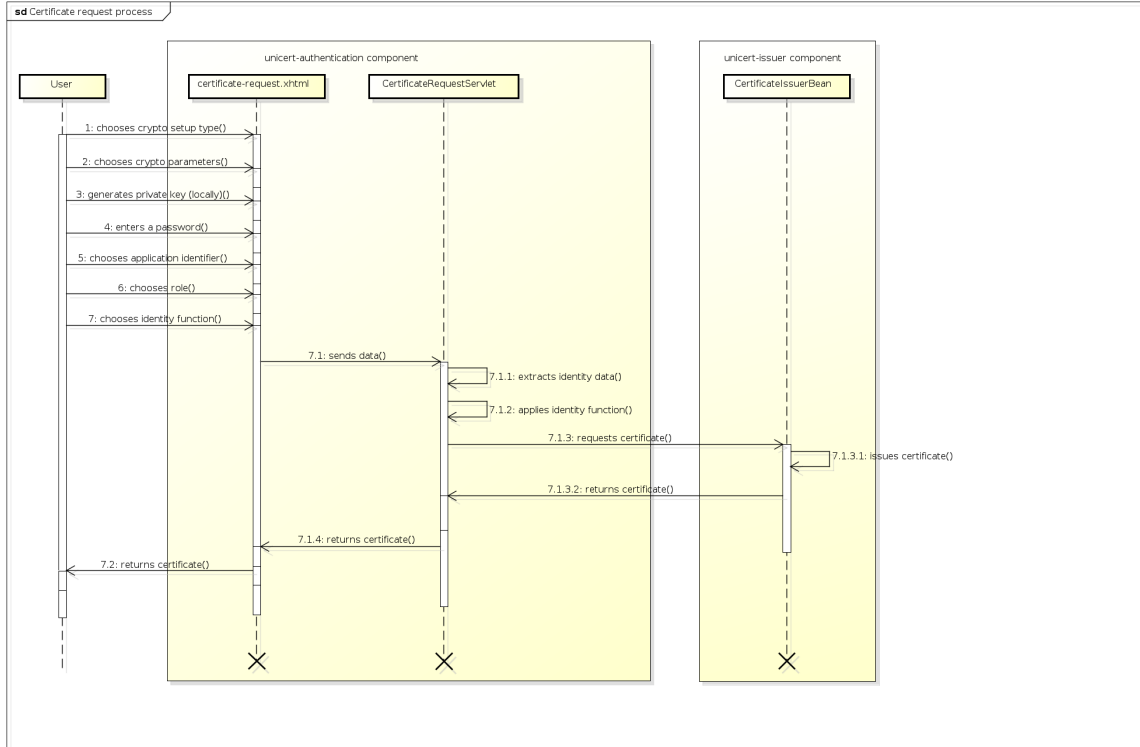 sd Certificate request process
unicert-authentication component
unicert-issuer component
User
certificate-request.xhtml
CertificateRequestServlet
CertificateIssuerBean
1: chooses crypto setup type()
2: chooses crypto parameters()
3: generates private key (locally)()
4: enters a password()
5: chooses application identifier()
6: chooses role()
7: chooses identity function()
7.1: sends data()
7.1.1: extracts identity data()
7.1.2: applies identity function()
7.1.3: requests certificate()
7.1.3.1: issues certificate()
7.1.3.2: returns certificate()
7.1.4: returns certificate()
7.2: returns certificate()